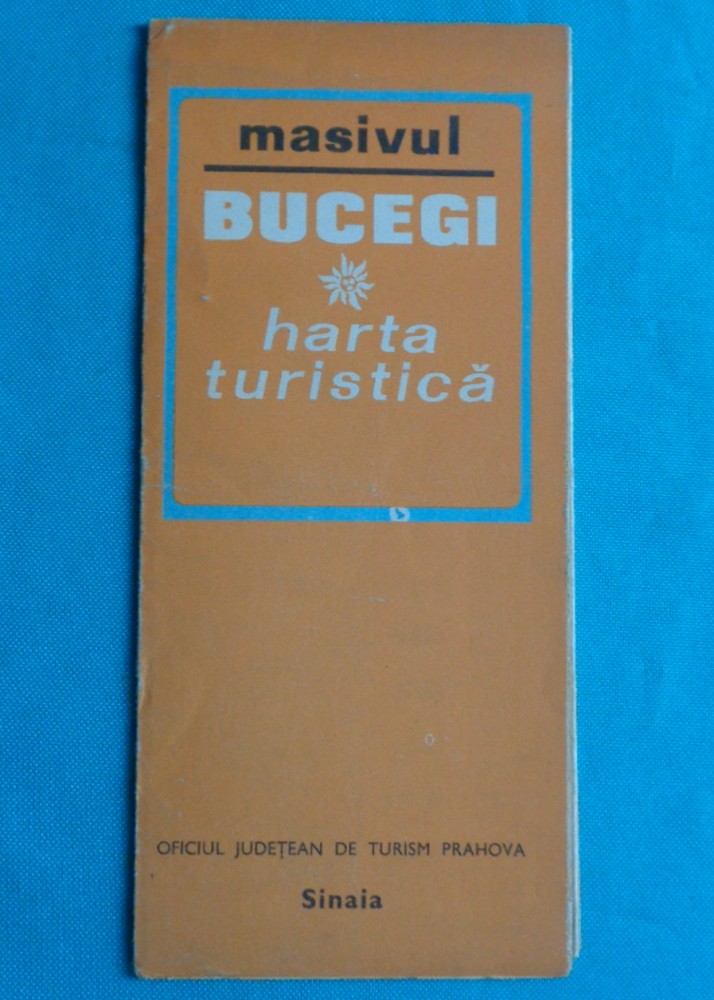 masivul
BUCEGI
harta
turistică
OFICIUL JUDEȚEAN DE TURISM PRAHOVA
Sinaia